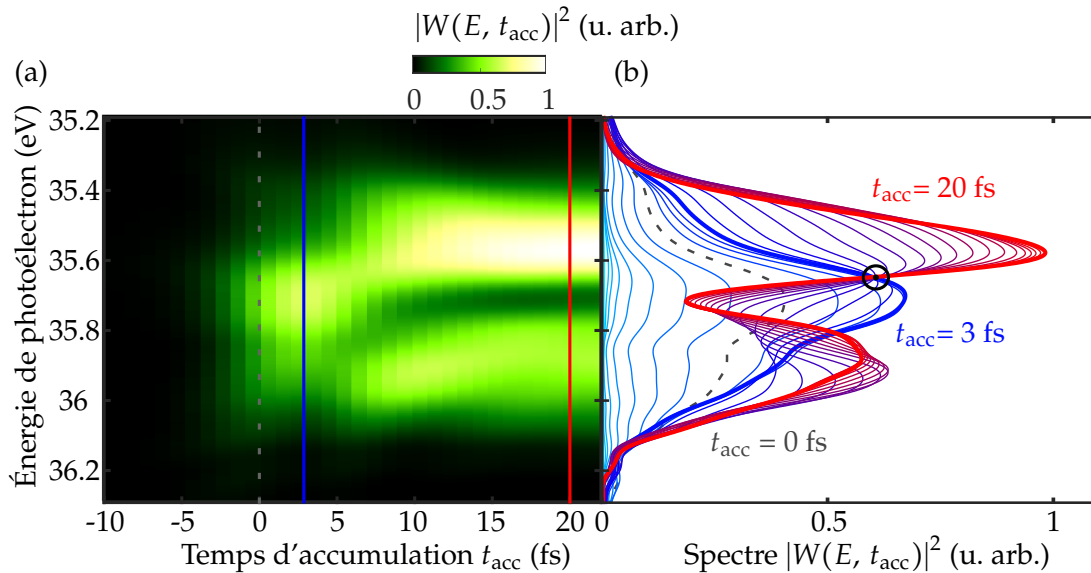 |W(E, t_acc)|² (u. arb.)
(a)
(b)
0
0.5
1
Énergie de photoélectron (eV)
35.2
35.4
35.6
35.8
36
36.2
t_acc = 20 fs
t_acc = 3 fs
t_acc = 0 fs
-10
-5
0
5
10
15
20
0
0.5
1
Temps d'accumulation t_acc (fs)
Spectre |W(E, t_acc)|² (u. arb.)